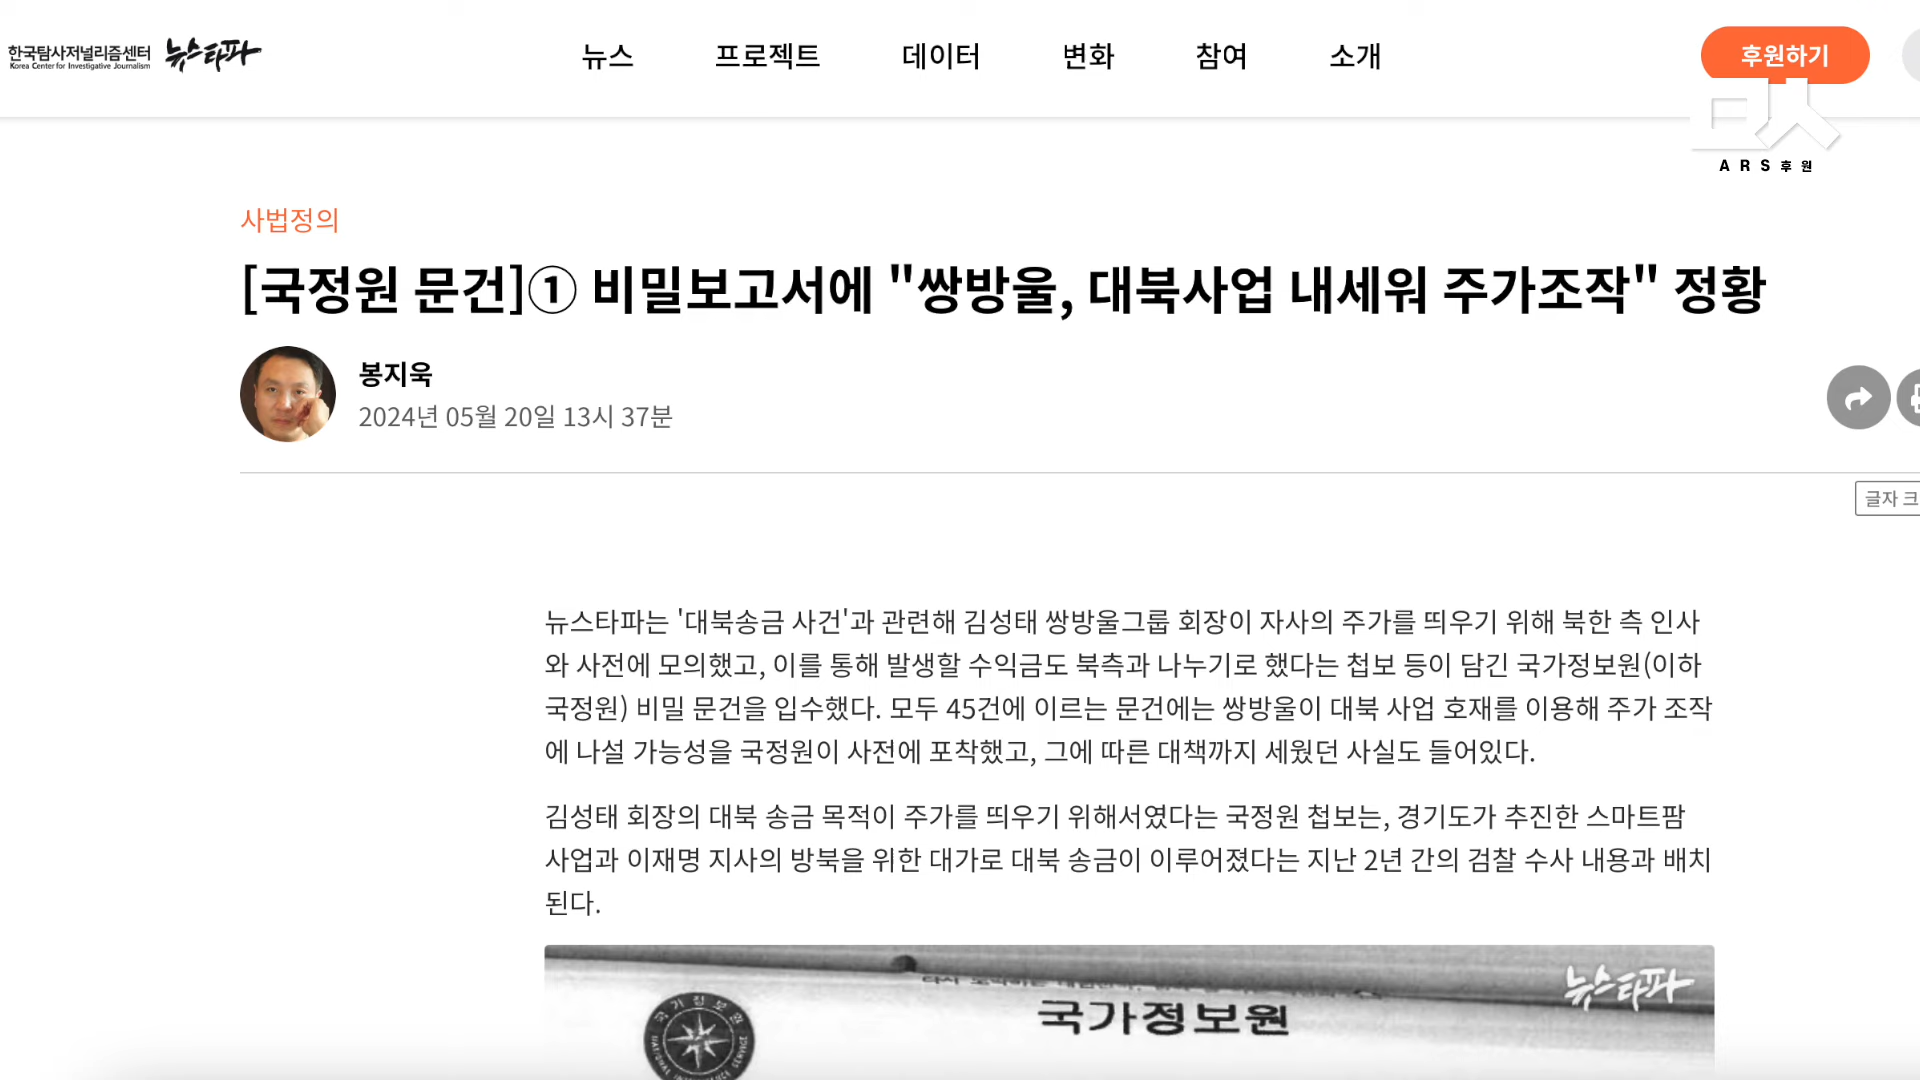 한국탐사저널리즘센터 뉴스타파
Korea Center for Investigative Journalism
뉴스 프로젝트 데이터 변화 참여 소개 후원하기
ARS후원
사법정의
[국정원 문건]① 비밀보고서에 "쌍방울, 대북사업 내세워 주가조작" 정황
봉지욱
2024년 05월 20일 13시 37분
글자 크
뉴스타파는 '대북송금 사건'과 관련해 김성태 쌍방울그룹 회장이 자사의 주가를 띄우기 위해 북한 측 인사
와 사전에 모의했고, 이를 통해 발생할 수익금도 북측과 나누기로 했다는 첩보 등이 담긴 국가정보원(이하
국정원) 비밀 문건을 입수했다. 모두 45건에 이르는 문건에는 쌍방울이 대북 사업 호재를 이용해 주가 조작
에 나설 가능성을 국정원이 사전에 포착했고, 그에 따른 대책까지 세웠던 사실도 들어있다.
김성태 회장의 대북 송금 목적이 주가를 띄우기 위해서였다는 국정원 첩보는, 경기도가 추진한 스마트팜
사업과 이재명 지사의 방북을 위한 대가로 대북 송금이 이루어졌다는 지난 2년 간의 검찰 수사 내용과 배치
된다.
뉴스타파
국가정보원
국가정보원